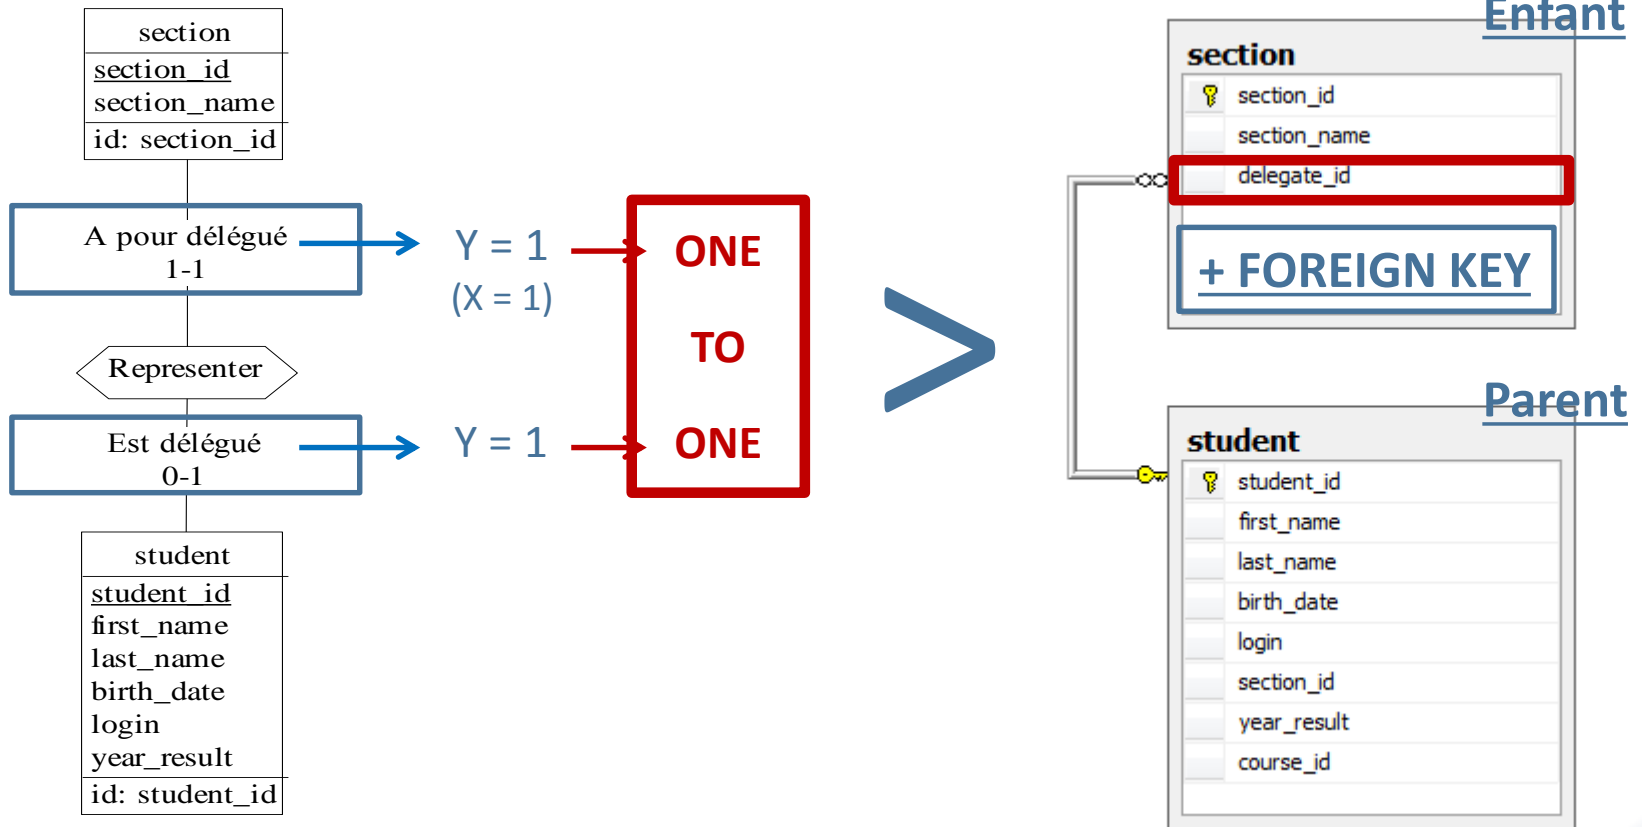 section
section_id
section_name
id: section_id
A pour délégué
1-1
Representer
Est délégué
0-1
student
student_id
first_name
last_name
birth_date
login
year_result
id: student_id
Y = 1
(X = 1)
Y = 1
ONE
TO
ONE
>
Enfant
section
section_id
section_name
delegate_id
+ FOREIGN KEY
Parent
student
student_id
first_name
last_name
birth_date
login
section_id
year_result
course_id